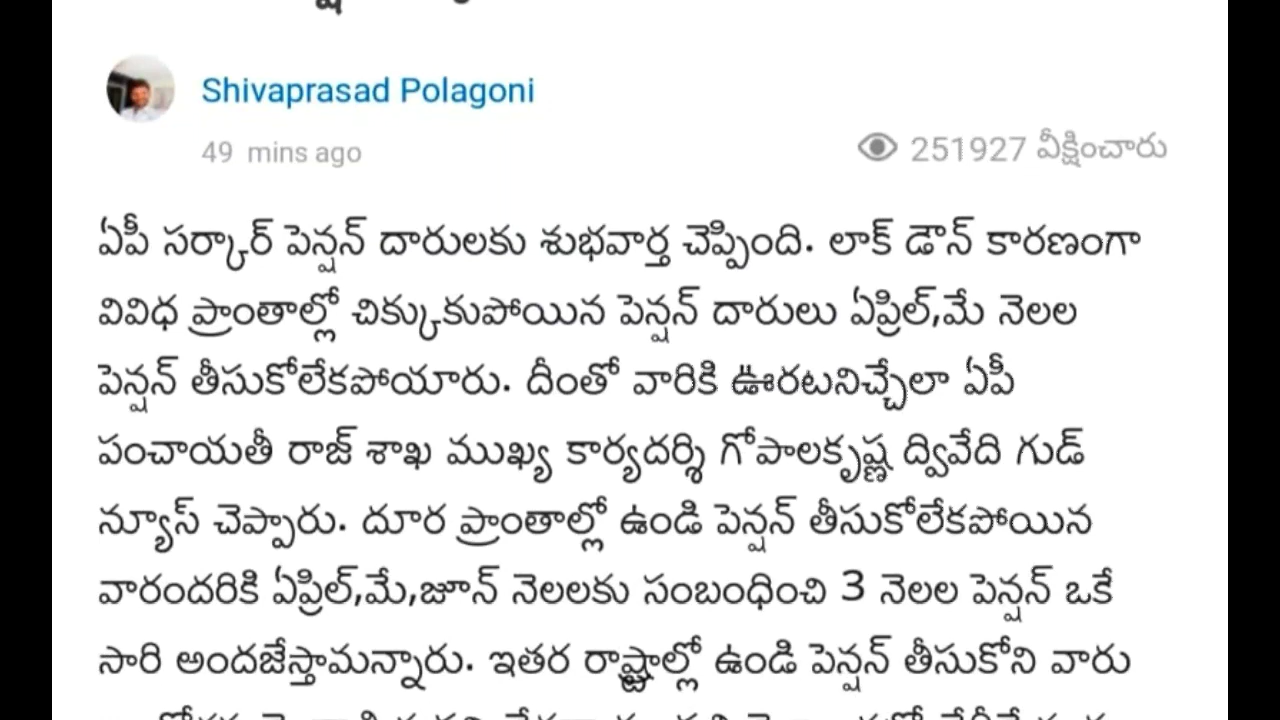 Shivaprasad Polagoni
49 mins ago
251927 వీక్షించారు
ఏపీ సర్కార్ పెన్షన్ దారులకు శుభవార్త చెప్పింది. లాక్ డౌన్ కారణంగా
వివిధ ప్రాంతాల్లో చిక్కుకుపోయిన పెన్షన్ దారులు ఏప్రిల్,మే నెలల
పెన్షన్ తీసుకోలేకపోయారు. దీంతో వారికి ఊరటనిచ్చేలా ఏపీ
పంచాయతీ రాజ్ శాఖ ముఖ్య కార్యదర్శి గోపాలకృష్ణ ద్వివేది గుడ్
న్యూస్ చెప్పారు. దూర ప్రాంతాల్లో ఉండి పెన్షన్ తీసుకోలేకపోయిన
వారందరికి ఏప్రిల్,మే,జూన్ నెలలకు సంబంధించి 3 నెలల పెన్షన్ ఒకే
సారి అందజేస్తామన్నారు. ఇతర రాష్ట్రాల్లో ఉండి పెన్షన్ తీసుకోని వారు